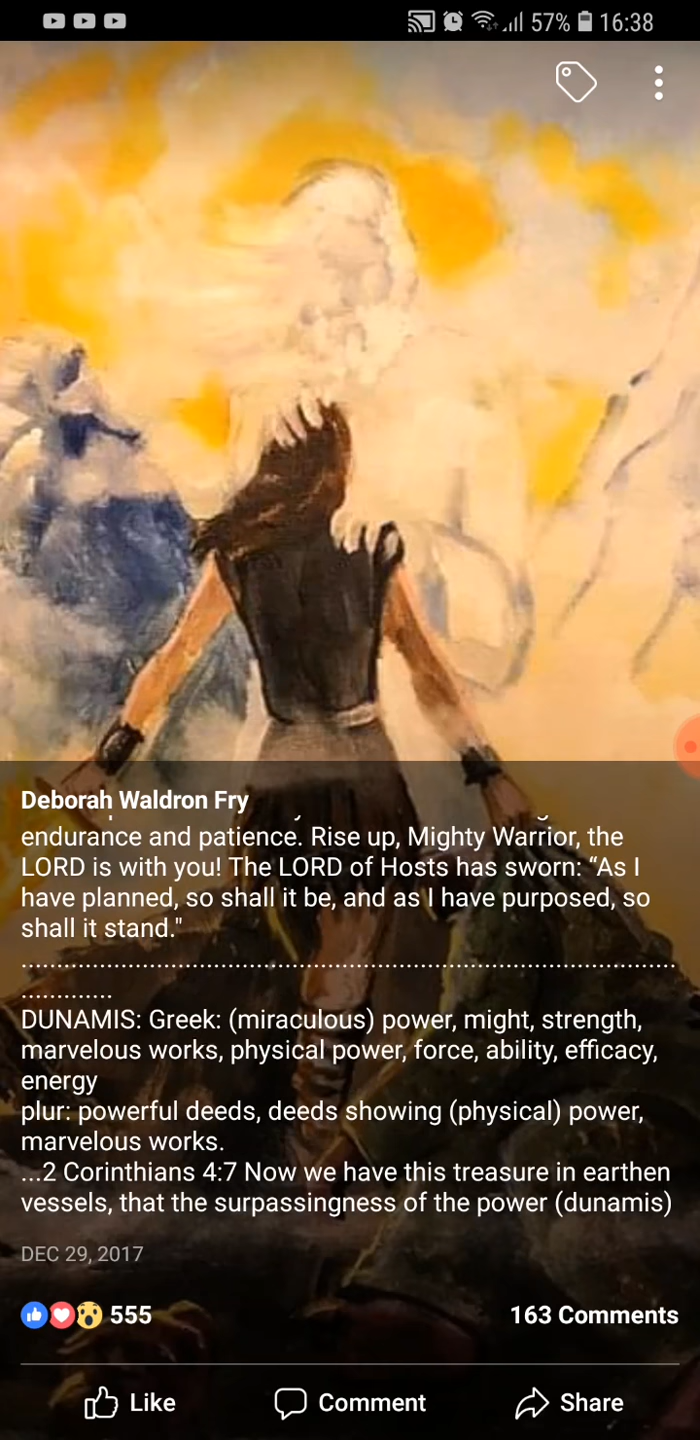 57% 16:38
Deborah Waldron Fry
endurance and patience. Rise up, Mighty Warrior, the
LORD is with you! The LORD of Hosts has sworn: “As I
have planned, so shall it be, and as I have purposed, so
shall it stand."
..........................................................................................
.............
DUNAMIS: Greek: (miraculous) power, might, strength,
marvelous works, physical power, force, ability, efficacy,
energy
plur: powerful deeds, deeds showing (physical) power,
marvelous works.
...2 Corinthians 4:7 Now we have this treasure in earthen
vessels, that the surpassingness of the power (dunamis)
DEC 29, 2017
555 163 Comments
Like Comment Share